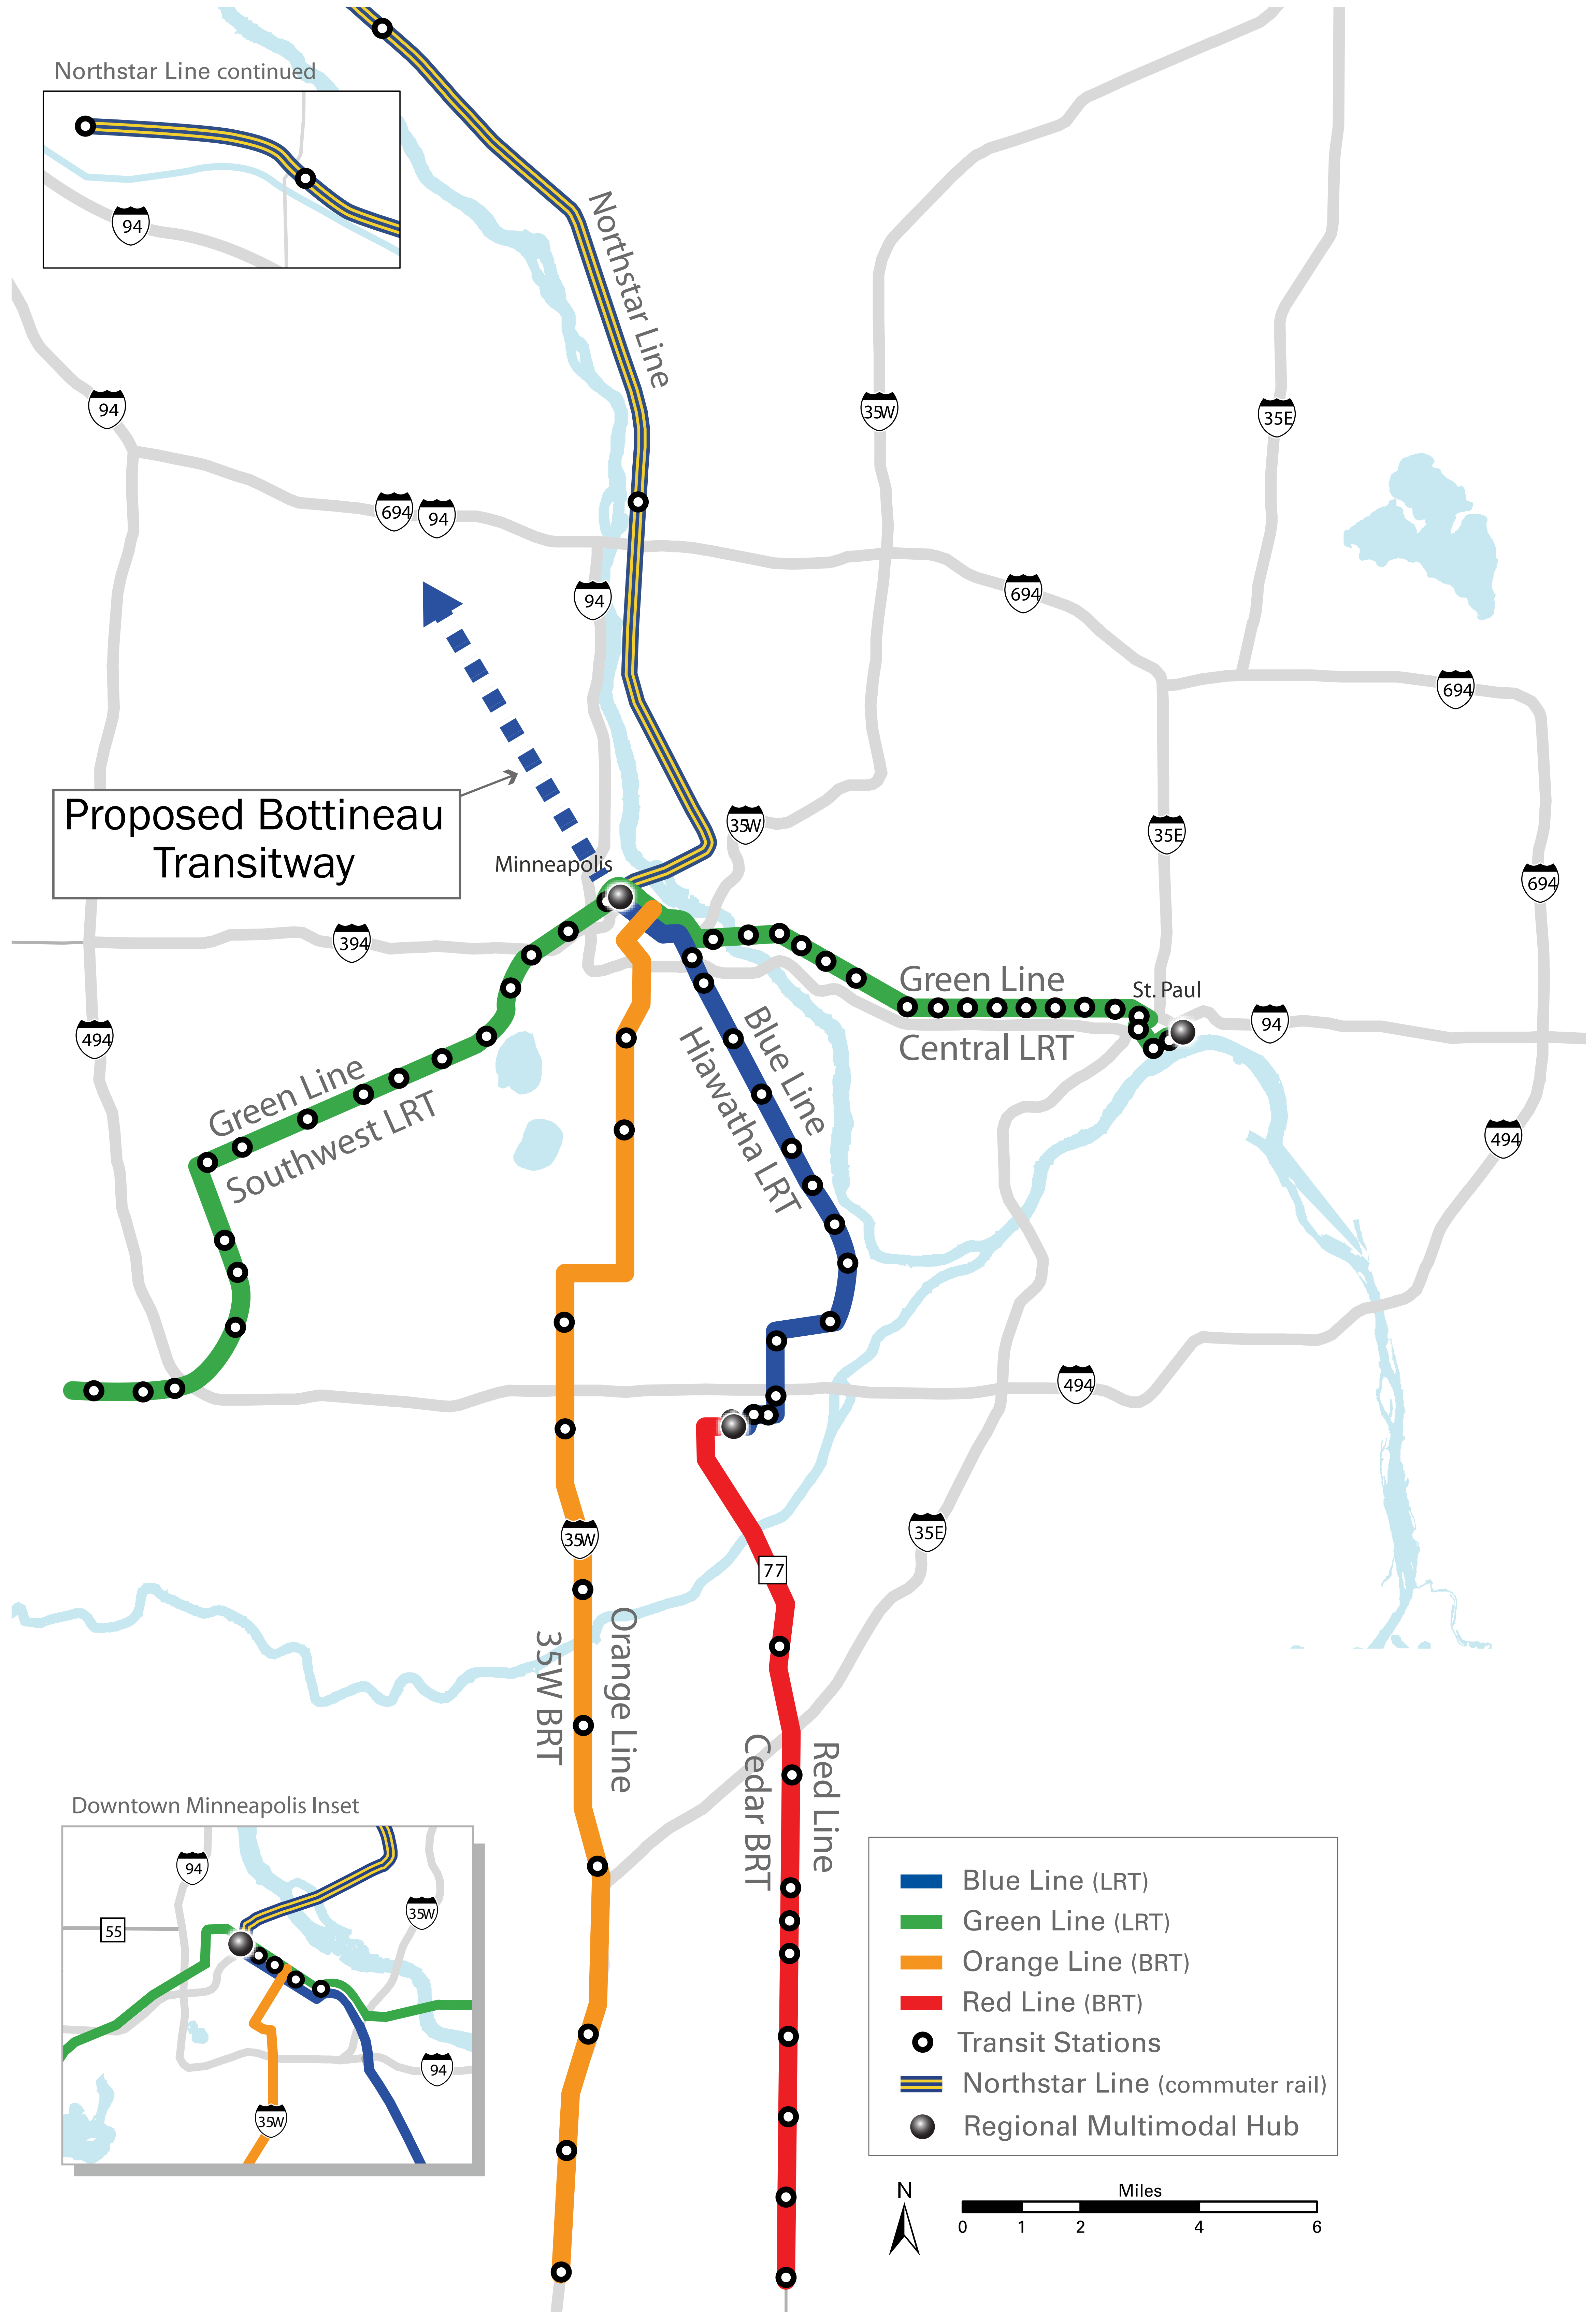 Northstar Line continued
94
Northstar Line
94
35W
35E
694
94
94
694
694
Proposed Bottineau
Transitway
Minneapolis
35W
35E
694
394
Green Line
St. Paul
94
494
Central LRT
Blue Line
Hiawatha LRT
Green Line
Southwest LRT
494
494
35W
35E
77
Orange Line
35W BRT
Red Line
Cedar BRT
Downtown Minneapolis Inset
94
35W
55
94
35W
Blue Line (LRT)
Green Line (LRT)
Orange Line (BRT)
Red Line (BRT)
Transit Stations
Northstar Line (commuter rail)
Regional Multimodal Hub
N
Miles
0 1 2 4 6